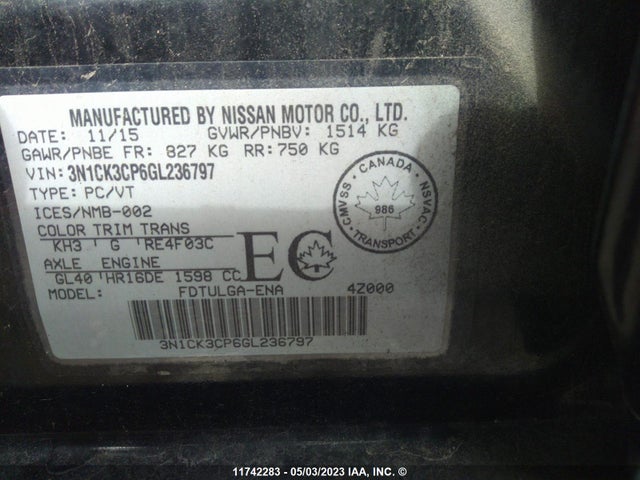 MANUFACTURED BY NISSAN MOTOR CO., LTD.
DATE: 11/15 GVWR/PNBV: 1514 KG
GAWR/PNBE FR: 827 KG RR: 750 KG
VIN: 3N1CK3CP6GL236797
TYPE: PC/VT
ICES/NMB-002
COLOR TRIM TRANS
KH3 ' G 'RE4F03C
AXLE ENGINE
GL40 'HR16DE 1598 CC
MODEL: FDTULGA-ENA 4Z000
EC
CANADA
CMVSS
986
NSVAC
TRANSPORT
3N1CK3CP6GL236797
11742283 - 05/03/2023 IAA, INC. ©